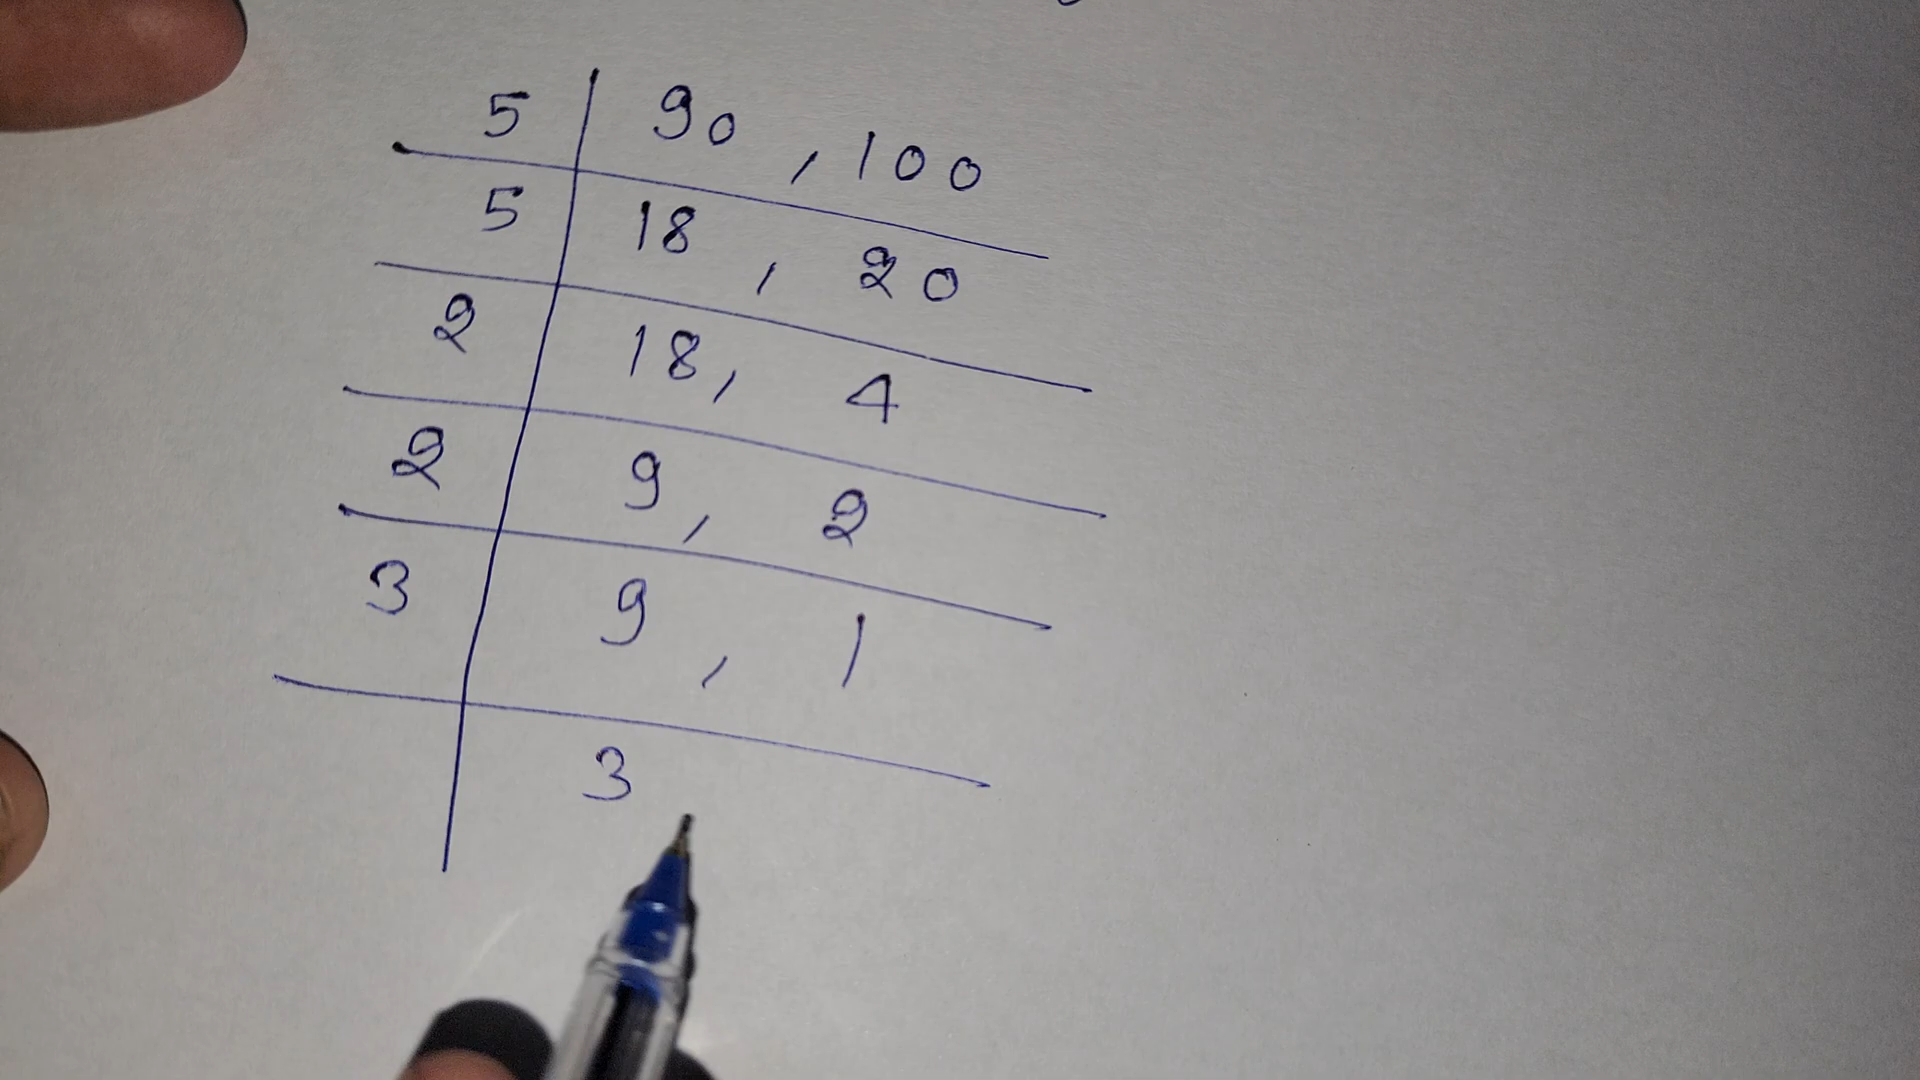 5 90 , 100
5 18 , 20
2 18 , 4
2 9 , 2
3 9 , 1
3